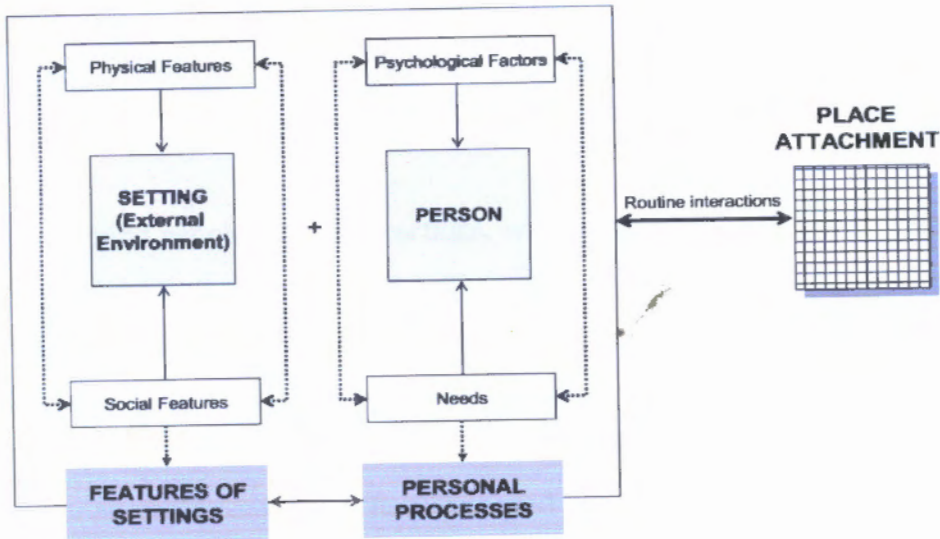 Physical Features
Psychological Factors
PLACE
ATTACHMENT
SETTING
(External
Environment)
+
PERSON
Routine interactions
Social Features
Needs
FEATURES OF
SETTINGS
PERSONAL
PROCESSES